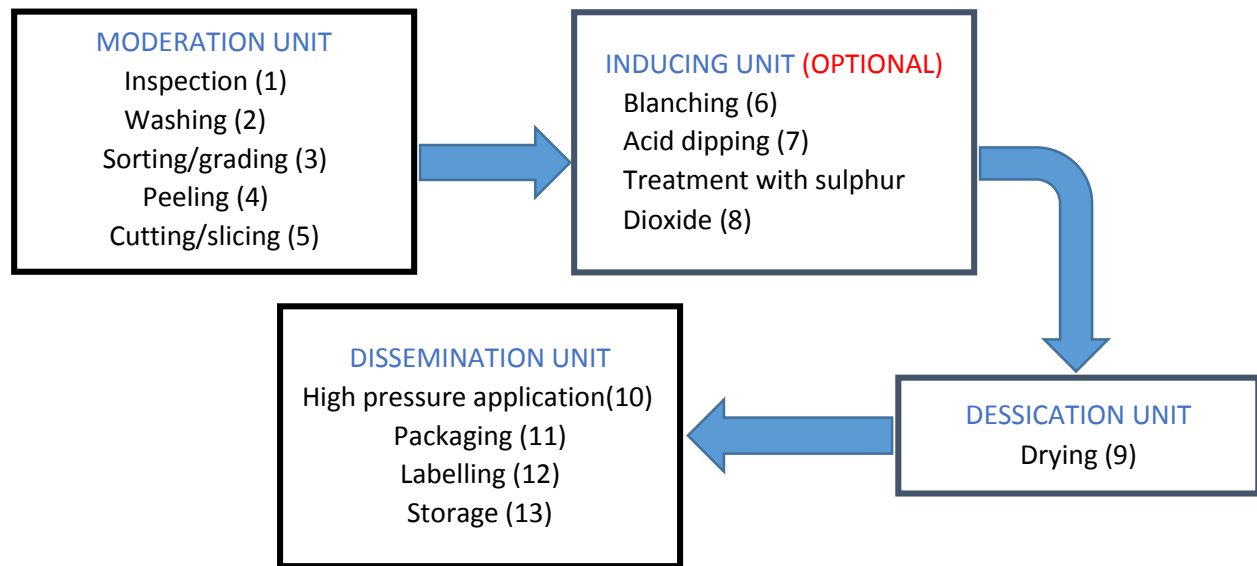 MODERATION UNIT
Inspection (1)
Washing (2)
Sorting/grading (3)
Peeling (4)
Cutting/slicing (5)
INDUCING UNIT (OPTIONAL)
Blanching (6)
Acid dipping (7)
Treatment with sulphur
Dioxide (8)
DESSICATION UNIT
Drying (9)
DISSEMINATION UNIT
High pressure application(10)
Packaging (11)
Labelling (12)
Storage (13)